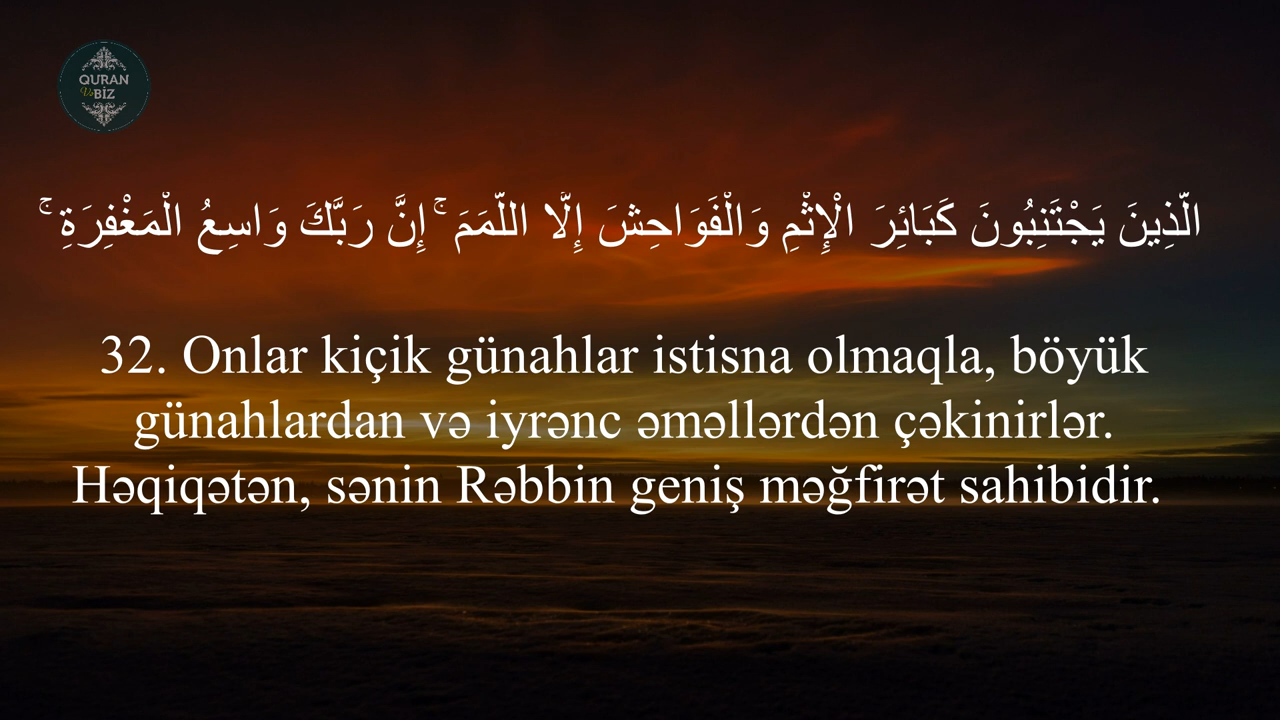 QURAN
Və BİZ
الَّذِينَ يَجْتَنِبُونَ كَبَائِرَ الْإِثْمِ وَالْفَوَاحِشَ إِلَّا اللَّمَمَ ۚ إِنَّ رَبَّكَ وَاسِعُ الْمَغْفِرَةِ ۚ
32. Onlar kiçik günahlar istisna olmaqla, böyük
günahlardan və iyrənc əməllərdən çəkinirlər.
Həqiqətən, sənin Rəbbin geniş məğfirət sahibidir.